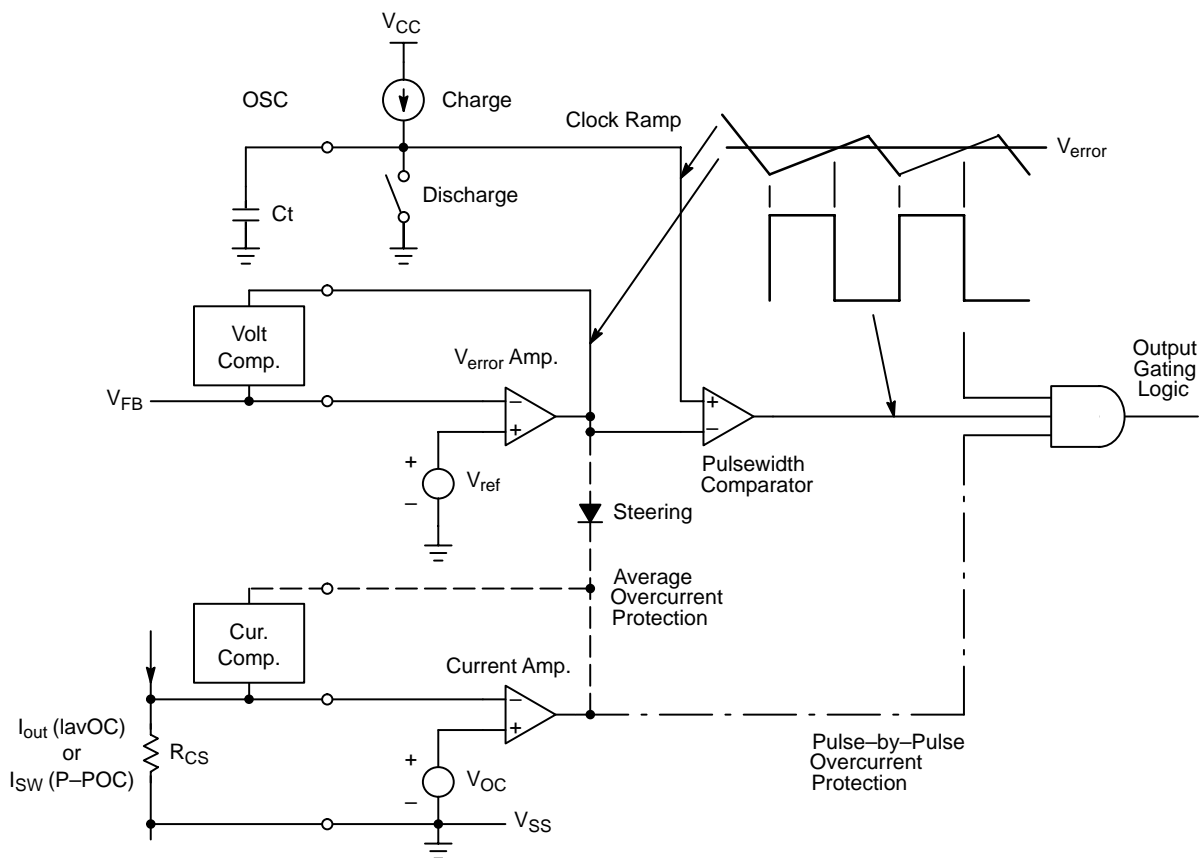 VCC
OSC
Charge
Clock Ramp
Verror
Discharge
Ct
Volt
Comp.
Verror Amp.
Output
Gating
Logic
VFB
−
+
+
−
+
−
Vref
Pulsewidth
Comparator
Steering
Average
Overcurrent
Protection
Cur.
Comp.
Current Amp.
−
+
Iout (lavOC)
or
ISW (P–POC)
RCS
+
−
VOC
Pulse–by–Pulse
Overcurrent
Protection
VSS